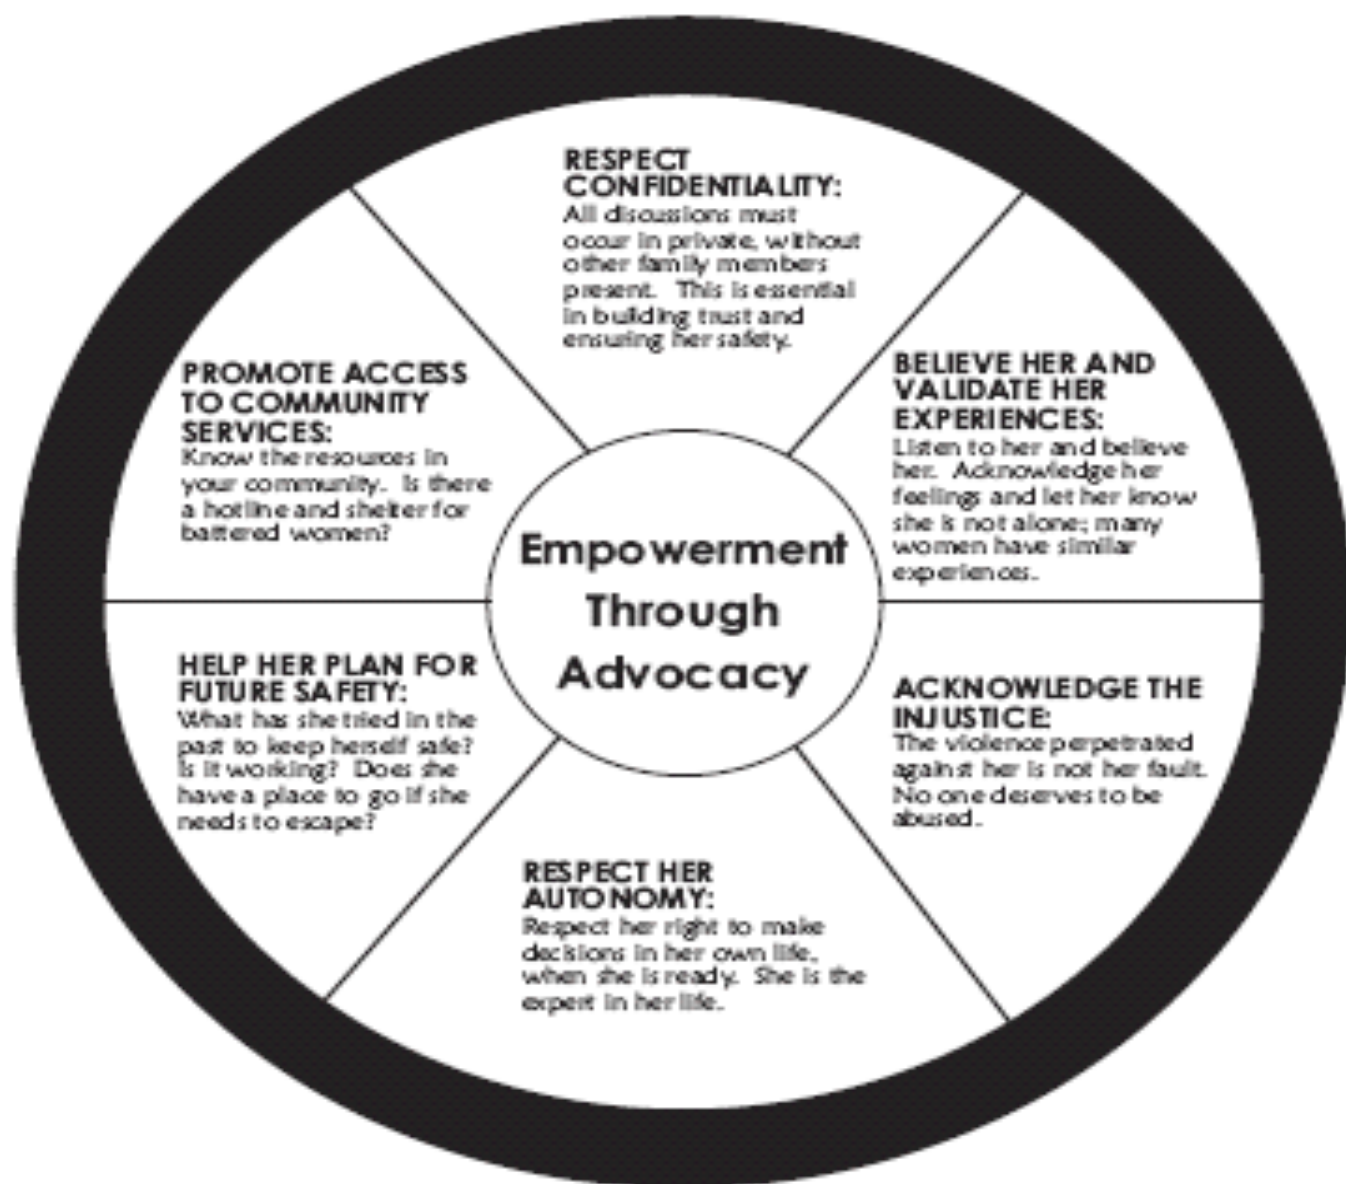 RESPECT
CONFIDENTIALITY:
All discussions must
occur in private, without
other family members
present. This is essential
in building trust and
ensuring her safety.
BELIEVE HER AND
VALIDATE HER
EXPERIENCES:
Listen to her and believe
her. Acknowledge her
feelings and let her know
she is not alone; many
women have similar
experiences.
ACKNOWLEDGE THE
INJUSTICE:
The violence perpetrated
against her is not her fault.
No one deserves to be
abused.
RESPECT HER
AUTONOMY:
Respect her right to make
decisions in her own life,
when she is ready. She is the
expert in her life.
HELP HER PLAN FOR
FUTURE SAFETY:
What has she tried in the
past to keep herself safe?
Is it working? Does she
have a place to go if she
needs to escape?
PROMOTE ACCESS
TO COMMUNITY
SERVICES:
Know the resources in
your community. Is there
a hotline and shelter for
battered women?
Empowerment
Through
Advocacy